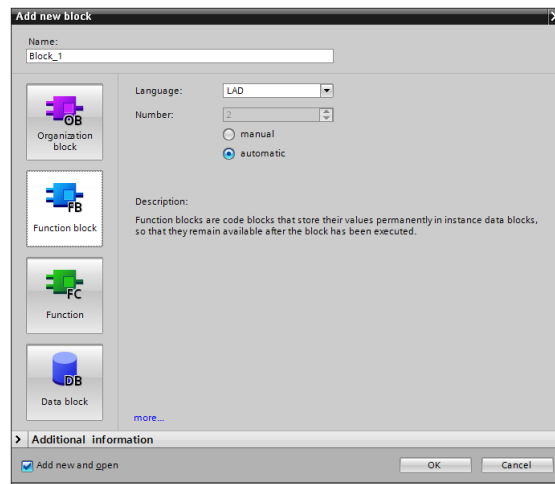 Add new block
Name:
Block_1
Language:
LAD
Number:
2
manual
automatic
OB
Organization
block
FB
Function block
FC
Function
DB
Data block
Description:
Function blocks are code blocks that store their values permanently in instance data blocks,
so that they remain available after the block has been executed.
more...
Additional information
Add new and open
OK
Cancel